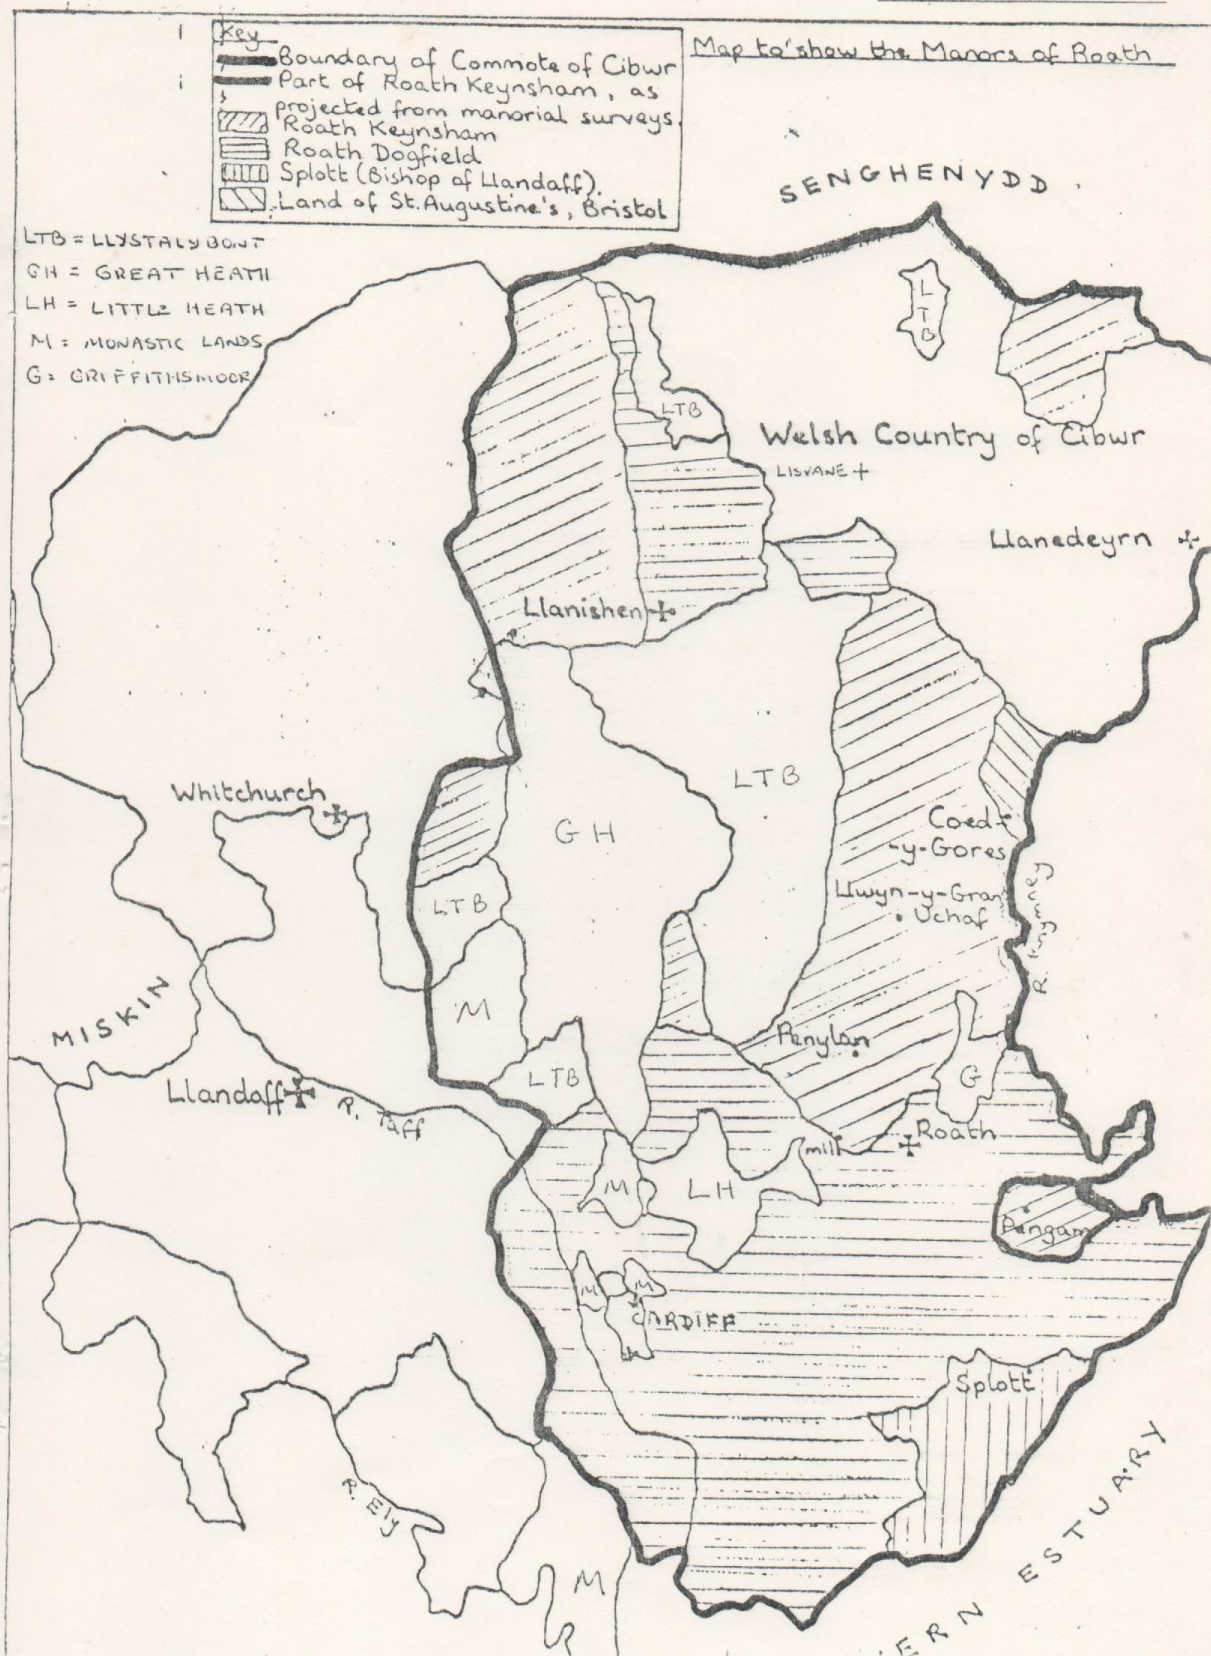 Key
Boundary of Commote of Cibwr
Part of Roath Keynsham, as
projected from manorial surveys.
Roath Keynsham
Roath Dogfield
Splott (Bishop of Llandaff).
Land of St. Augustine's, Bristol
Map to show the Manors of Roath
LTB = LLYSTALYBONT
GH = GREAT HEATH
LH = LITTLE HEATH
M = MONASTIC LANDS
G = GRIFFITHSMOOR
SENGHENYDD
LTB
LTB
Welsh Country of Cibwr
LISVANE
Llanedeyrn
Llanishen
LTB
Whitchurch
GH
Coed-
-y-Gores
LTB
Llwyn-y-Gran
Uchaf
R. Rhymney
MISKIN
M
Penylan
LTB
G
Llandaff
R. Taff
Roath
mill
M
LH
Pengam
M
M
CARDIFF
Splott
R. Ely
M
ERN ESTUARY